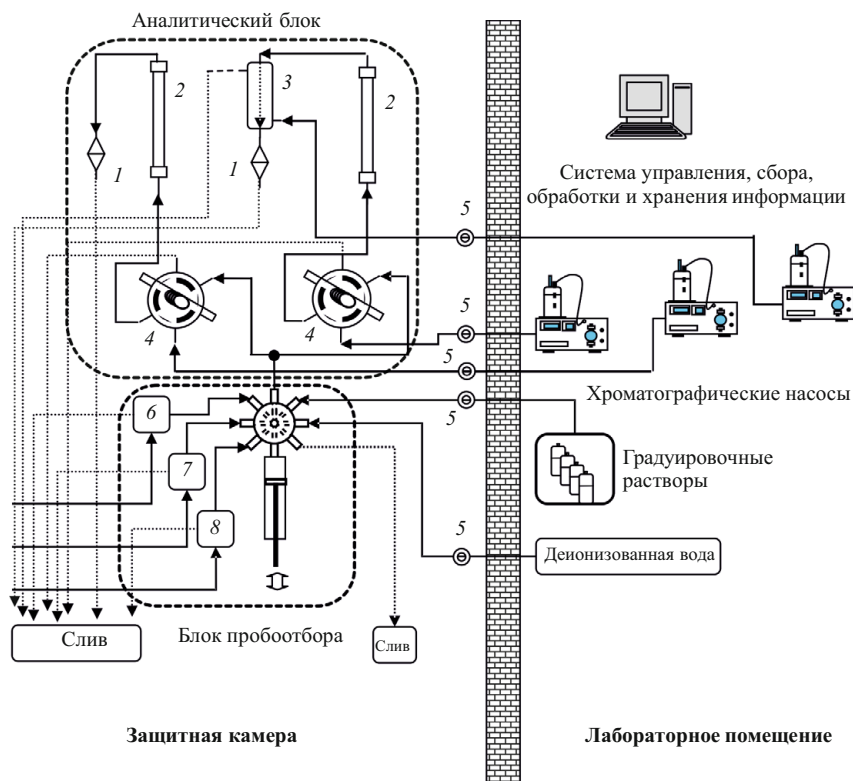 Аналитический блок
2
3
2
1
1
4
4
5
5
5
5
5
Система управления, сбора,
обработки и хранения информации
Хроматографические насосы
6
7
8
Градуировочные
растворы
Деионизованная вода
Слив
Блок пробоотбора
Слив
Защитная камера
Лабораторное помещение